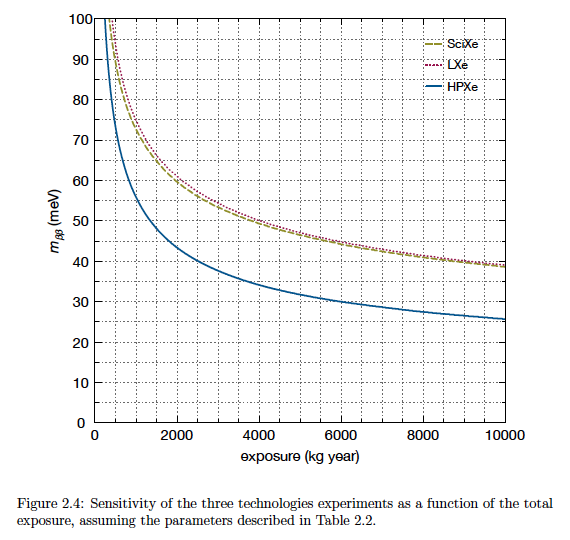 100
90
80
70
60
50
40
30
20
10
0
m ββ (meV)
SciXe
LXe
HPXe
0 2000 4000 6000 8000 10000
exposure (kg year)
Figure 2.4: Sensitivity of the three technologies experiments as a function of the total
exposure, assuming the parameters described in Table 2.2.